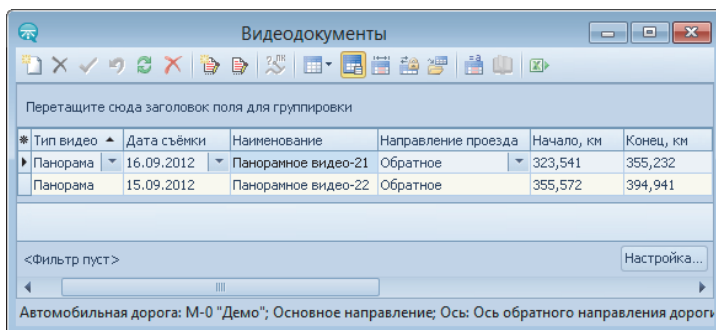 Видеодокументы
Перетащите сюда заголовок поля для группировки
Тип видео Дата съёмки Наименование Направление проезда Начало, км Конец, км
Панорама 16.09.2012 Панорамное видео-21 Обратное 323,541 355,232
Панорама 15.09.2012 Панорамное видео-22 Обратное 355,572 394,941
<Фильтр пуст> Настройка...
Автомобильная дорога: М-0 "Демо"; Основное направление; Ось: Ось обратного направления дороги